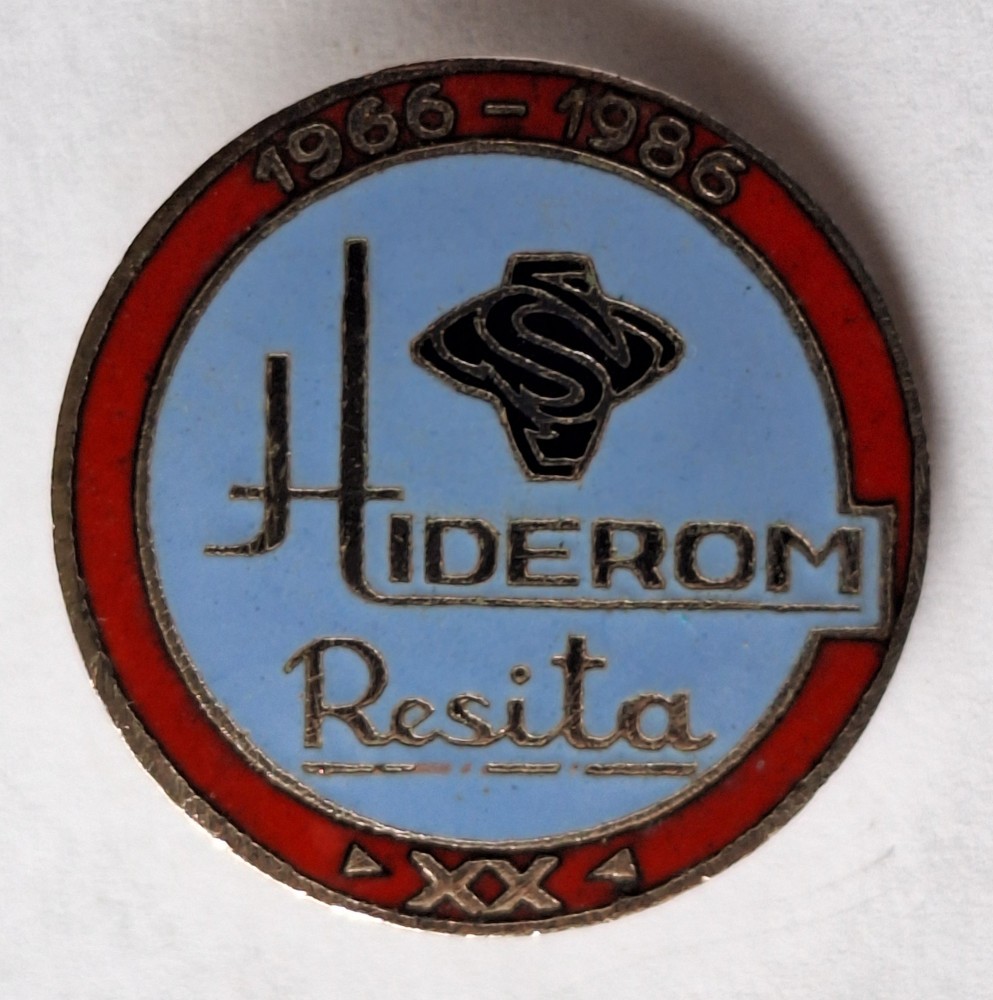 1966 - 1986
HIDEROM
Resita
XX